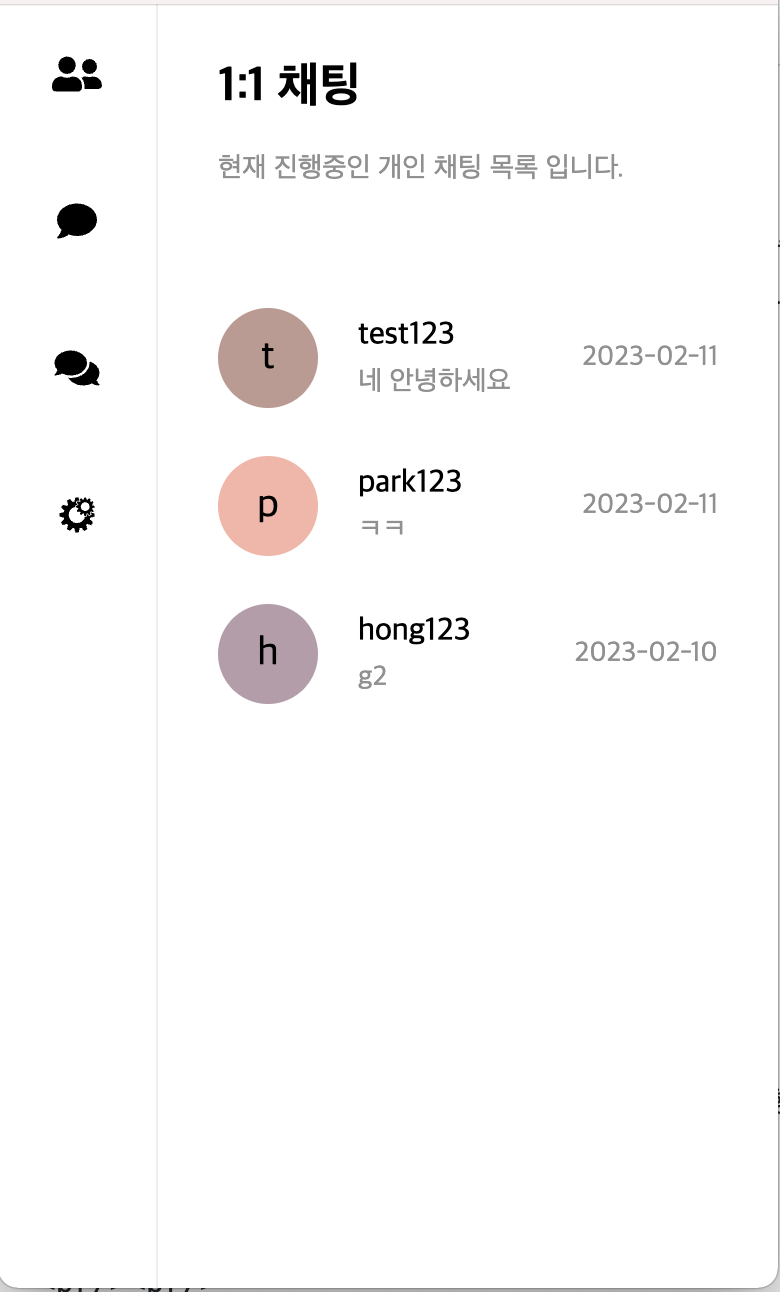 1:1 채팅
현재 진행중인 개인 채팅 목록 입니다.
t
test123
네 안녕하세요
2023-02-11
p
park123
ㅋㅋ
2023-02-11
h
hong123
g2
2023-02-10